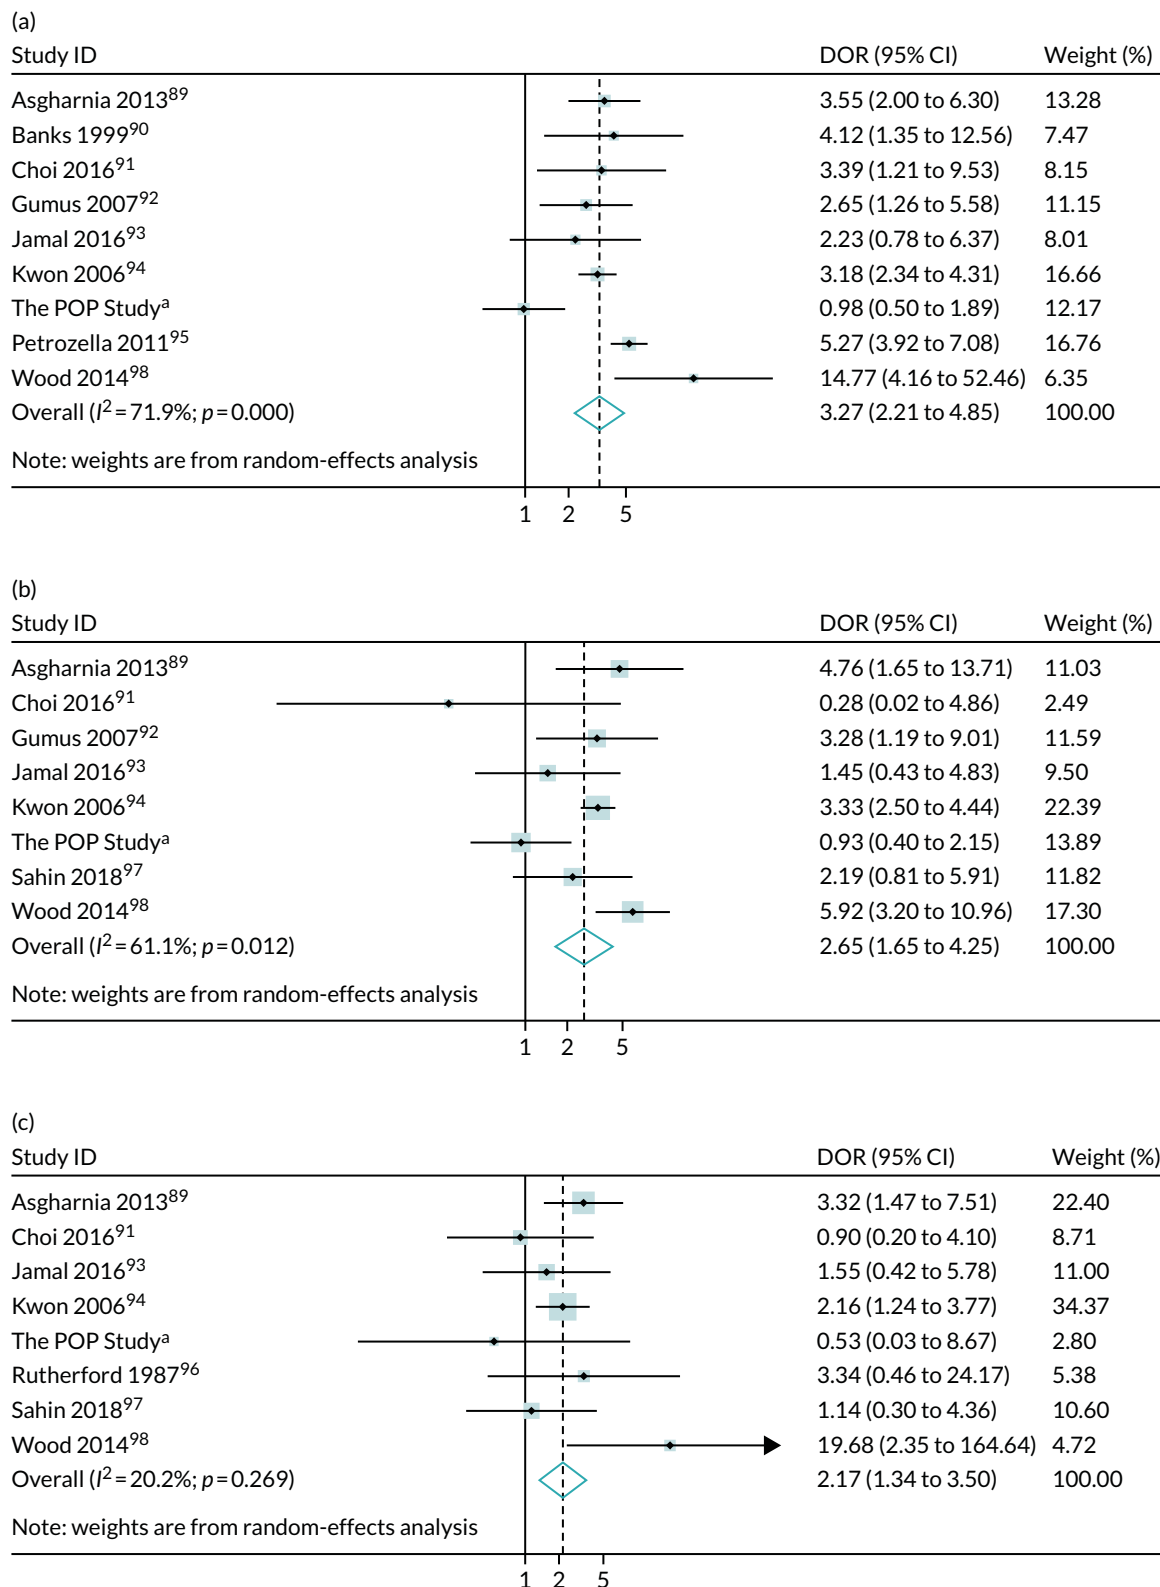 (a)
Study ID DOR (95% CI) Weight (%)
Asgharnia 2013⁸⁹ 3.55 (2.00 to 6.30) 13.28
Banks 1999⁹⁰ 4.12 (1.35 to 12.56) 7.47
Choi 2016⁹¹ 3.39 (1.21 to 9.53) 8.15
Gumus 2007⁹² 2.65 (1.26 to 5.58) 11.15
Jamal 2016⁹³ 2.23 (0.78 to 6.37) 8.01
Kwon 2006⁹⁴ 3.18 (2.34 to 4.31) 16.66
The POP Studyᵃ 0.98 (0.50 to 1.89) 12.17
Petrozella 2011⁹⁵ 5.27 (3.92 to 7.08) 16.76
Wood 2014⁹⁸ 14.77 (4.16 to 52.46) 6.35
Overall (I² = 71.9%; p = 0.000) 3.27 (2.21 to 4.85) 100.00
Note: weights are from random-effects analysis
1 2 5
(b)
Study ID DOR (95% CI) Weight (%)
Asgharnia 2013⁸⁹ 4.76 (1.65 to 13.71) 11.03
Choi 2016⁹¹ 0.28 (0.02 to 4.86) 2.49
Gumus 2007⁹² 3.28 (1.19 to 9.01) 11.59
Jamal 2016⁹³ 1.45 (0.43 to 4.83) 9.50
Kwon 2006⁹⁴ 3.33 (2.50 to 4.44) 22.39
The POP Studyᵃ 0.93 (0.40 to 2.15) 13.89
Sahin 2018⁹⁷ 2.19 (0.81 to 5.91) 11.82
Wood 2014⁹⁸ 5.92 (3.20 to 10.96) 17.30
Overall (I² = 61.1%; p = 0.012) 2.65 (1.65 to 4.25) 100.00
Note: weights are from random-effects analysis
1 2 5
(c)
Study ID DOR (95% CI) Weight (%)
Asgharnia 2013⁸⁹ 3.32 (1.47 to 7.51) 22.40
Choi 2016⁹¹ 0.90 (0.20 to 4.10) 8.71
Jamal 2016⁹³ 1.55 (0.42 to 5.78) 11.00
Kwon 2006⁹⁴ 2.16 (1.24 to 3.77) 34.37
The POP Studyᵃ 0.53 (0.03 to 8.67) 2.80
Rutherford 1987⁹⁶ 3.34 (0.46 to 24.17) 5.38
Sahin 2018⁹⁷ 1.14 (0.30 to 4.36) 10.60
Wood 2014⁹⁸ 19.68 (2.35 to 164.64) 4.72
Overall (I² = 20.2%; p = 0.269) 2.17 (1.34 to 3.50) 100.00
Note: weights are from random-effects analysis
1 2 5